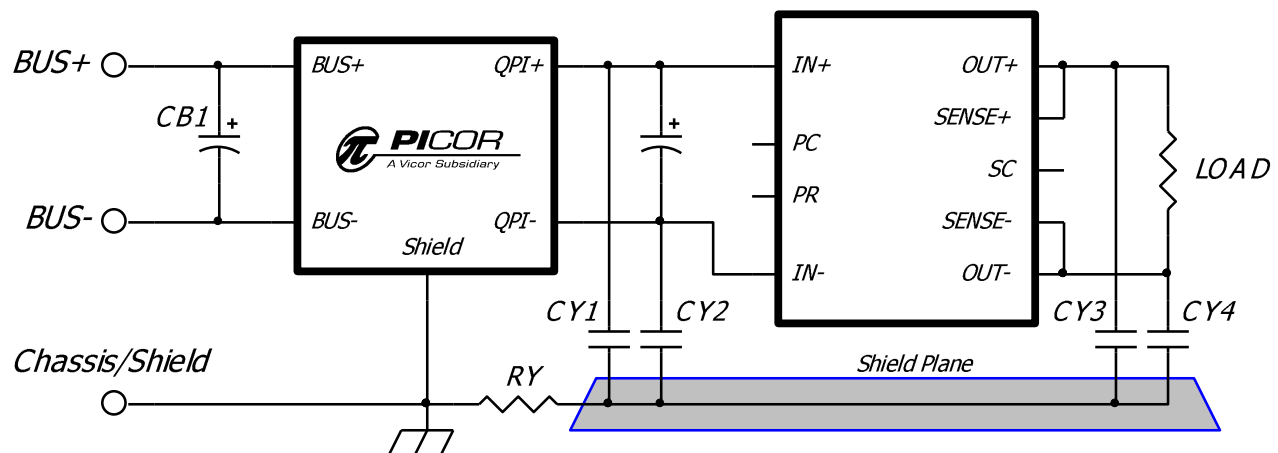 BUS+
BUS+
QPI+
CB1
+
PICOR
A Vicor Subsidiary
BUS-
BUS-
QPI-
Shield
+
IN+
OUT+
SENSE+
PC
SC
PR
SENSE-
IN-
OUT-
LOAD
CY1
CY2
CY3
CY4
Chassis/Shield
RY
Shield Plane